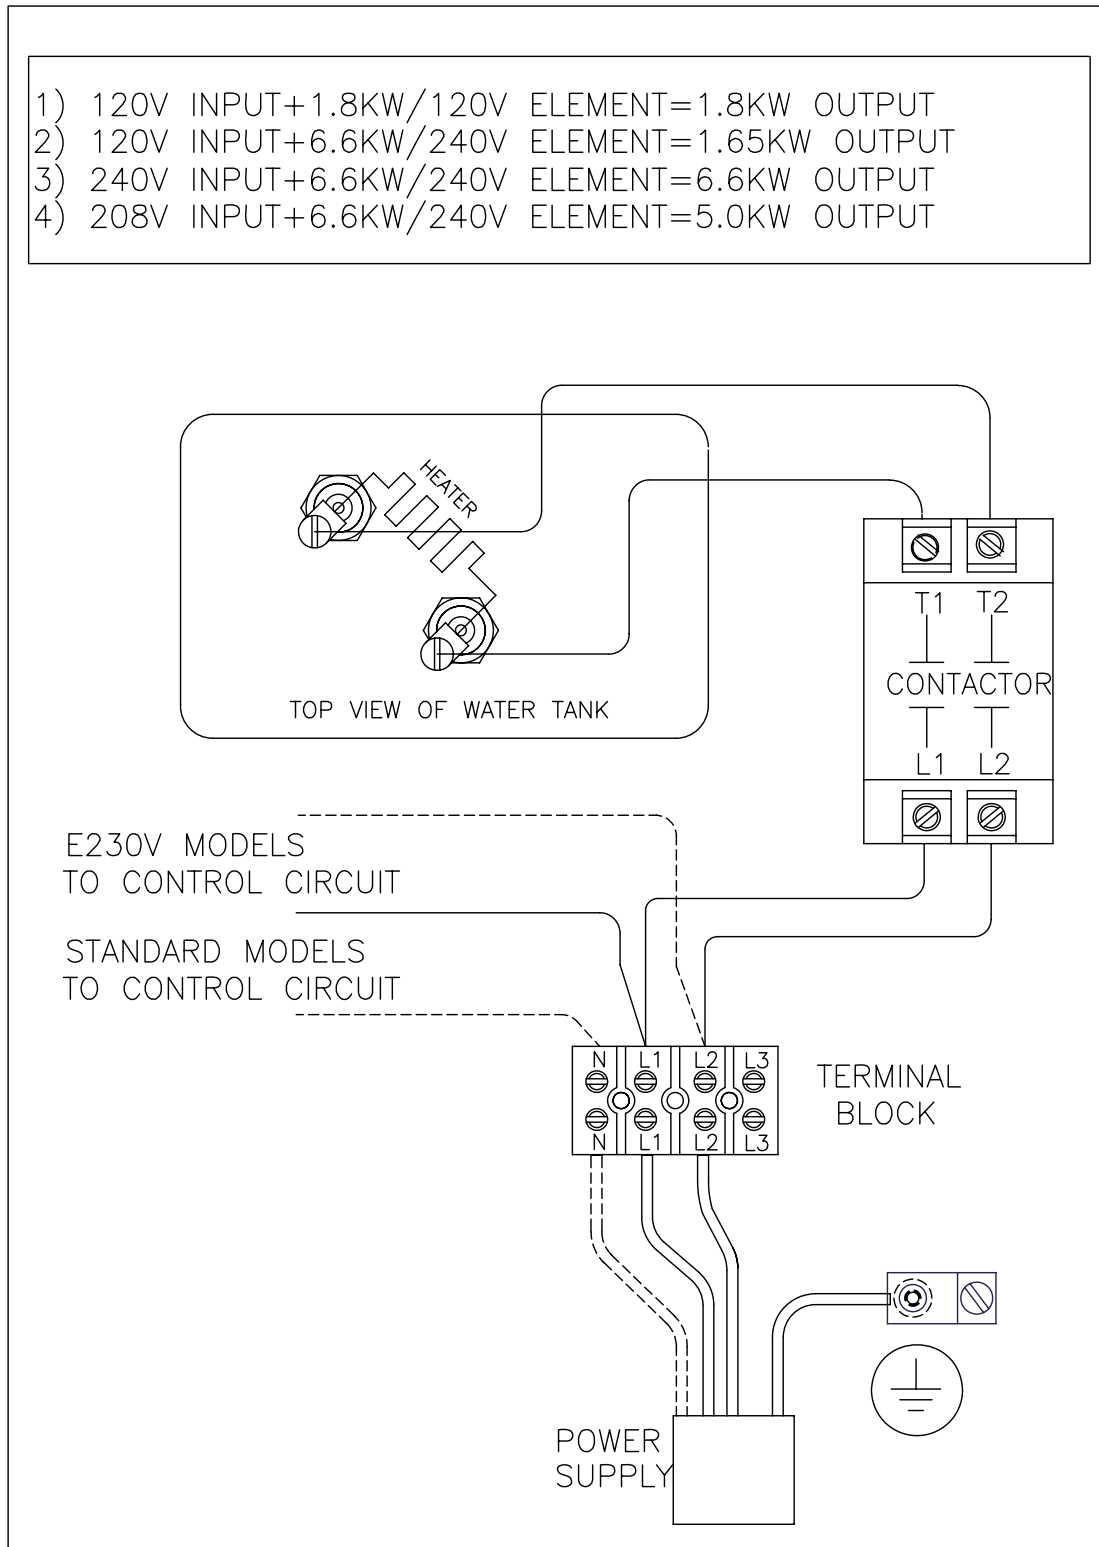 1) 120V INPUT+1.8KW/120V ELEMENT=1.8KW OUTPUT
2) 120V INPUT+6.6KW/240V ELEMENT=1.65KW OUTPUT
3) 240V INPUT+6.6KW/240V ELEMENT=6.6KW OUTPUT
4) 208V INPUT+6.6KW/240V ELEMENT=5.0KW OUTPUT
HEATER
TOP VIEW OF WATER TANK
T1 T2
CONTACTOR
L1 L2
E230V MODELS
TO CONTROL CIRCUIT
STANDARD MODELS
TO CONTROL CIRCUIT
N L1 L2 L3
N L1 L2 L3
TERMINAL
BLOCK
POWER
SUPPLY